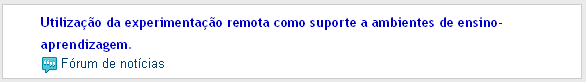 Utilização da experimentação remota como suporte a ambientes de ensino-
aprendizagem.
Fórum de notícias